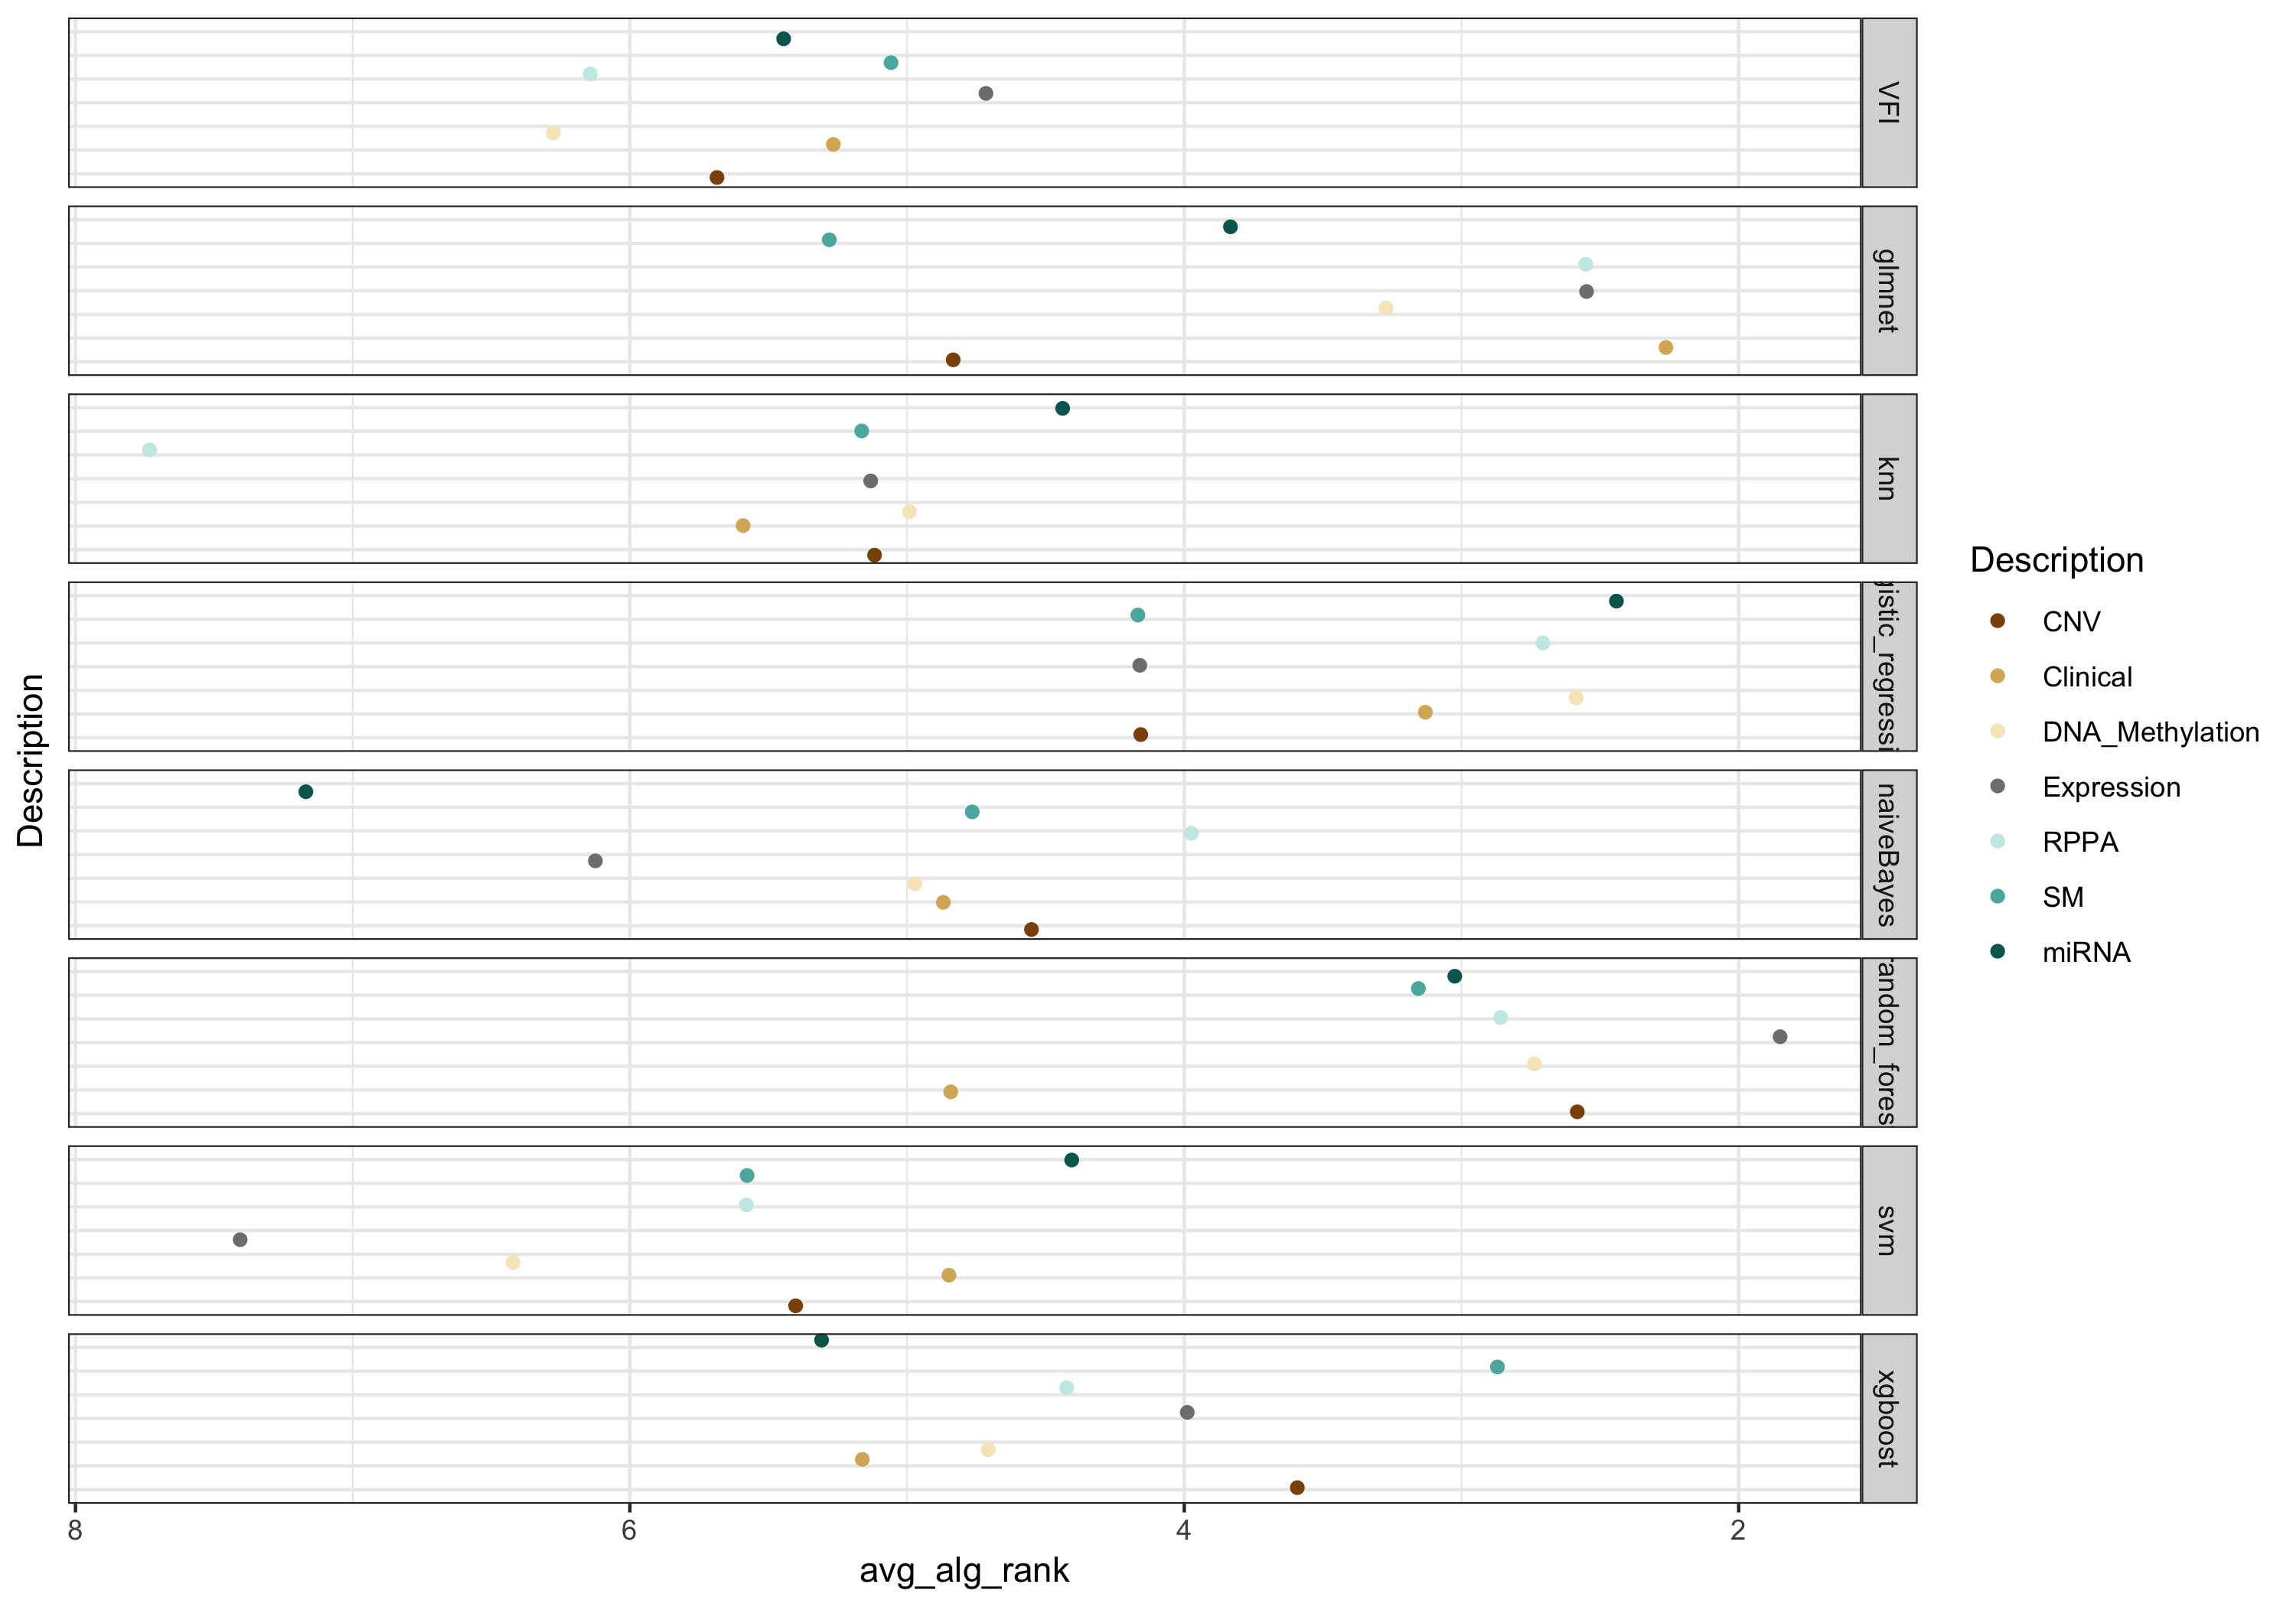 VFI
glmnet
knn
gistic_regressi
naiveBayes
andom_fores
svm
xgboost
Description
8
6
4
2
avg_alg_rank
Description
CNV
Clinical
DNA_Methylation
Expression
RPPA
SM
miRNA